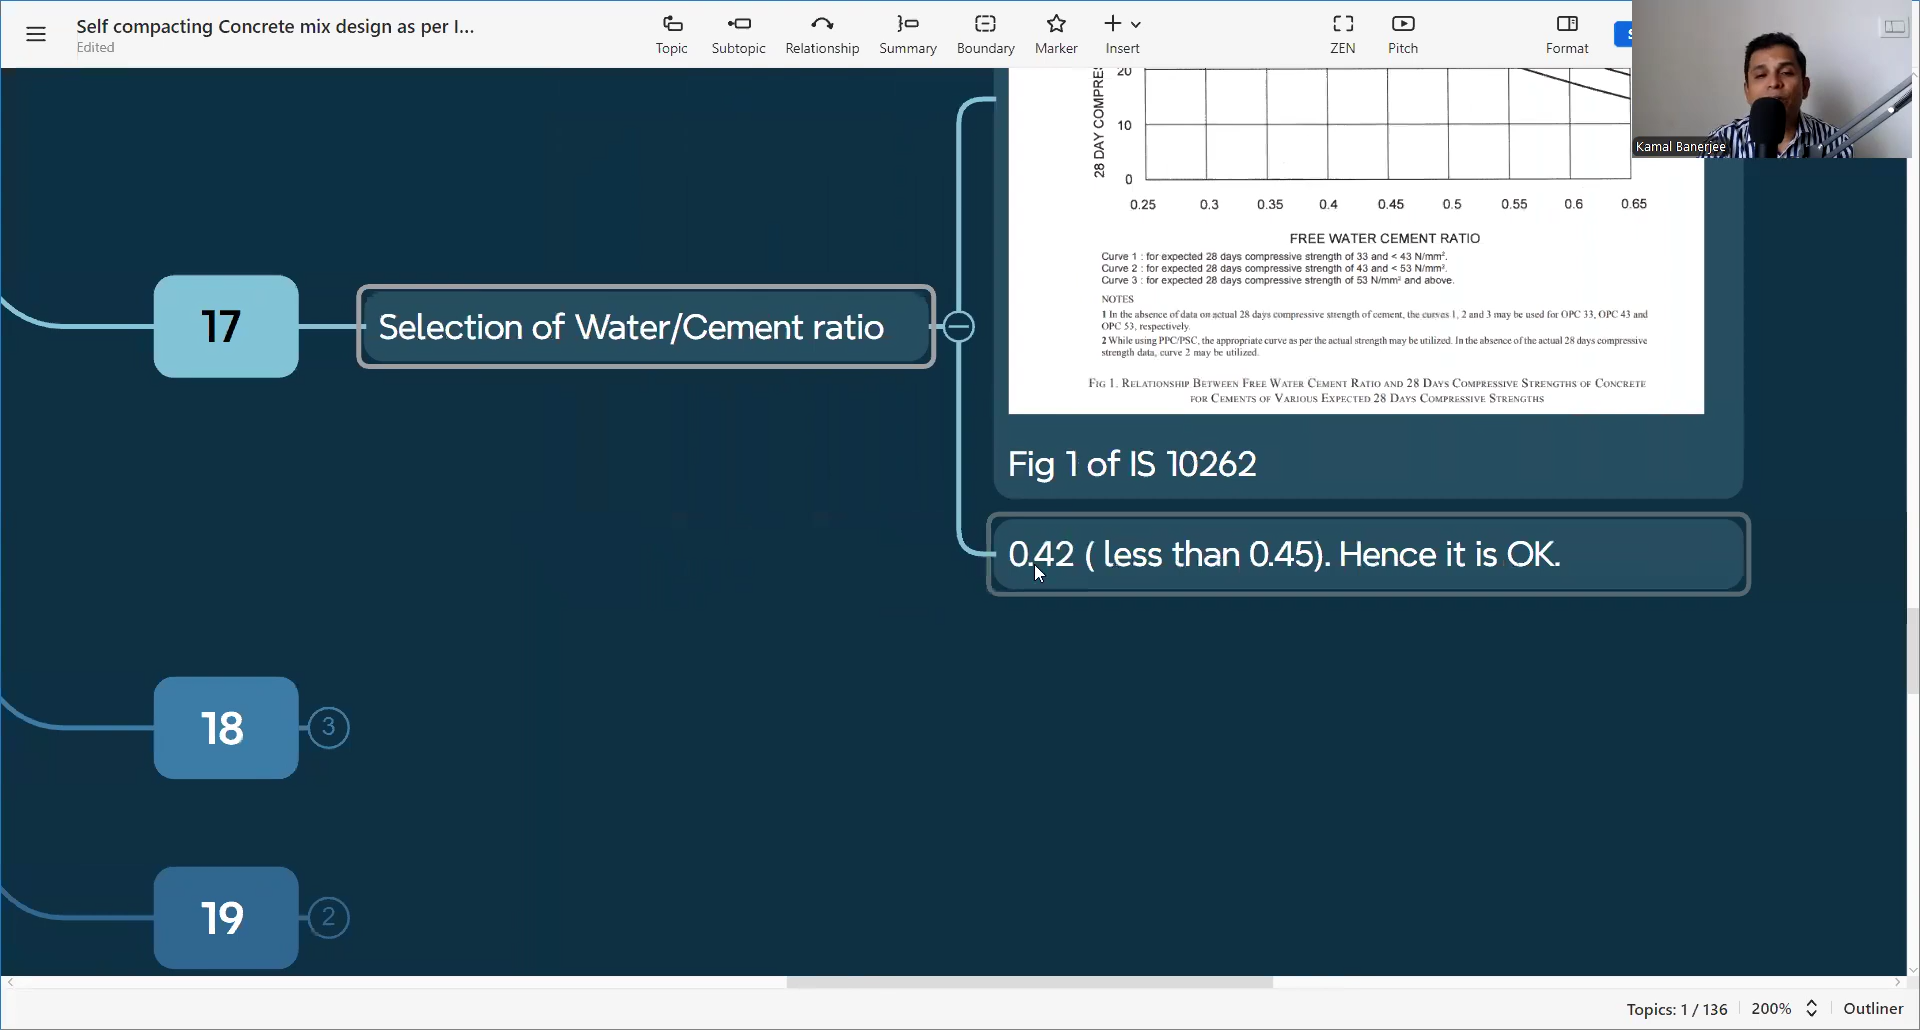 Self compacting Concrete mix design as per I...
Edited
Topic
Subtopic
Relationship
Summary
Boundary
Marker
Insert
ZEN
Pitch
Format
Kamal Banerjee
28 DAY COMPRES
20
10
0
0.25 0.3 0.35 0.4 0.45 0.5 0.55 0.6 0.65
FREE WATER CEMENT RATIO
Curve 1 : for expected 28 days compressive strength of 33 and < 43 N/mm².
Curve 2 : for expected 28 days compressive strength of 43 and < 53 N/mm².
Curve 3 : for expected 28 days compressive strength of 53 N/mm² and above.
NOTES
1 In the absence of data on actual 28 days compressive strength of cement, the curves 1, 2 and 3 may be used for OPC 33, OPC 43 and
OPC 53, respectively.
2 While using PPC/PSC, the appropriate curve as per the actual strength may be utilized. In the absence of the actual 28 days compressive
strength data, curve 2 may be utilized.
FIG 1. RELATIONSHIP BETWEEN FREE WATER CEMENT RATIO AND 28 DAYS COMPRESSIVE STRENGTHS OF CONCRETE
FOR CEMENTS OF VARIOUS EXPECTED 28 DAYS COMPRESSIVE STRENGTHS
17
Selection of Water/Cement ratio
Fig 1 of IS 10262
0.42 ( less than 0.45). Hence it is OK.
18
3
19
2
Topics: 1 / 136
200%
Outliner